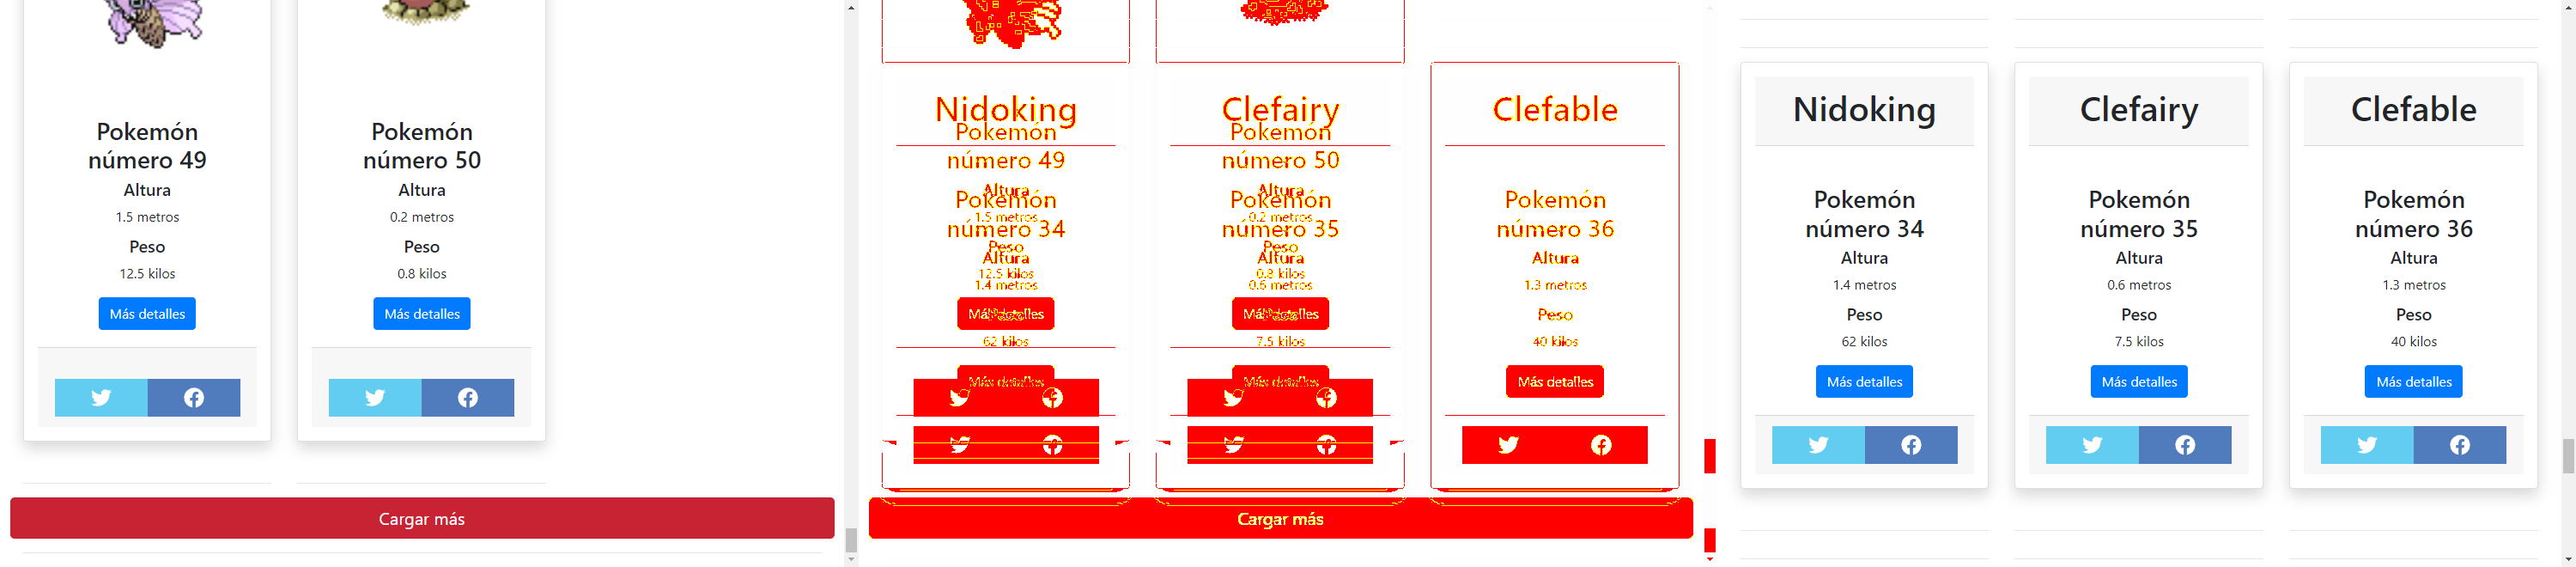 Pokemón
número 49
Altura
1.5 metros
Peso
12.5 kilos
Más detalles
Pokemón
número 50
Altura
0.2 metros
Peso
0.8 kilos
Más detalles
Cargar más
Nidoking
Pokemón
número 49
Altura
1.5 metros
Pokemón
número 34
Peso
Altura
12.5 kilos
1.4 metros
Más detalles
62 kilos
Más detalles
Clefairy
Pokemón
número 50
Altura
0.2 metros
Pokemón
número 35
Peso
Altura
0.8 kilos
0.6 metros
Más detalles
7.5 kilos
Más detalles
Clefable
Pokemón
número 36
Altura
1.3 metros
Peso
40 kilos
Más detalles
Cargar más
Nidoking
Pokemón
número 34
Altura
1.4 metros
Peso
62 kilos
Más detalles
Clefairy
Pokemón
número 35
Altura
0.6 metros
Peso
7.5 kilos
Más detalles
Clefable
Pokemón
número 36
Altura
1.3 metros
Peso
40 kilos
Más detalles